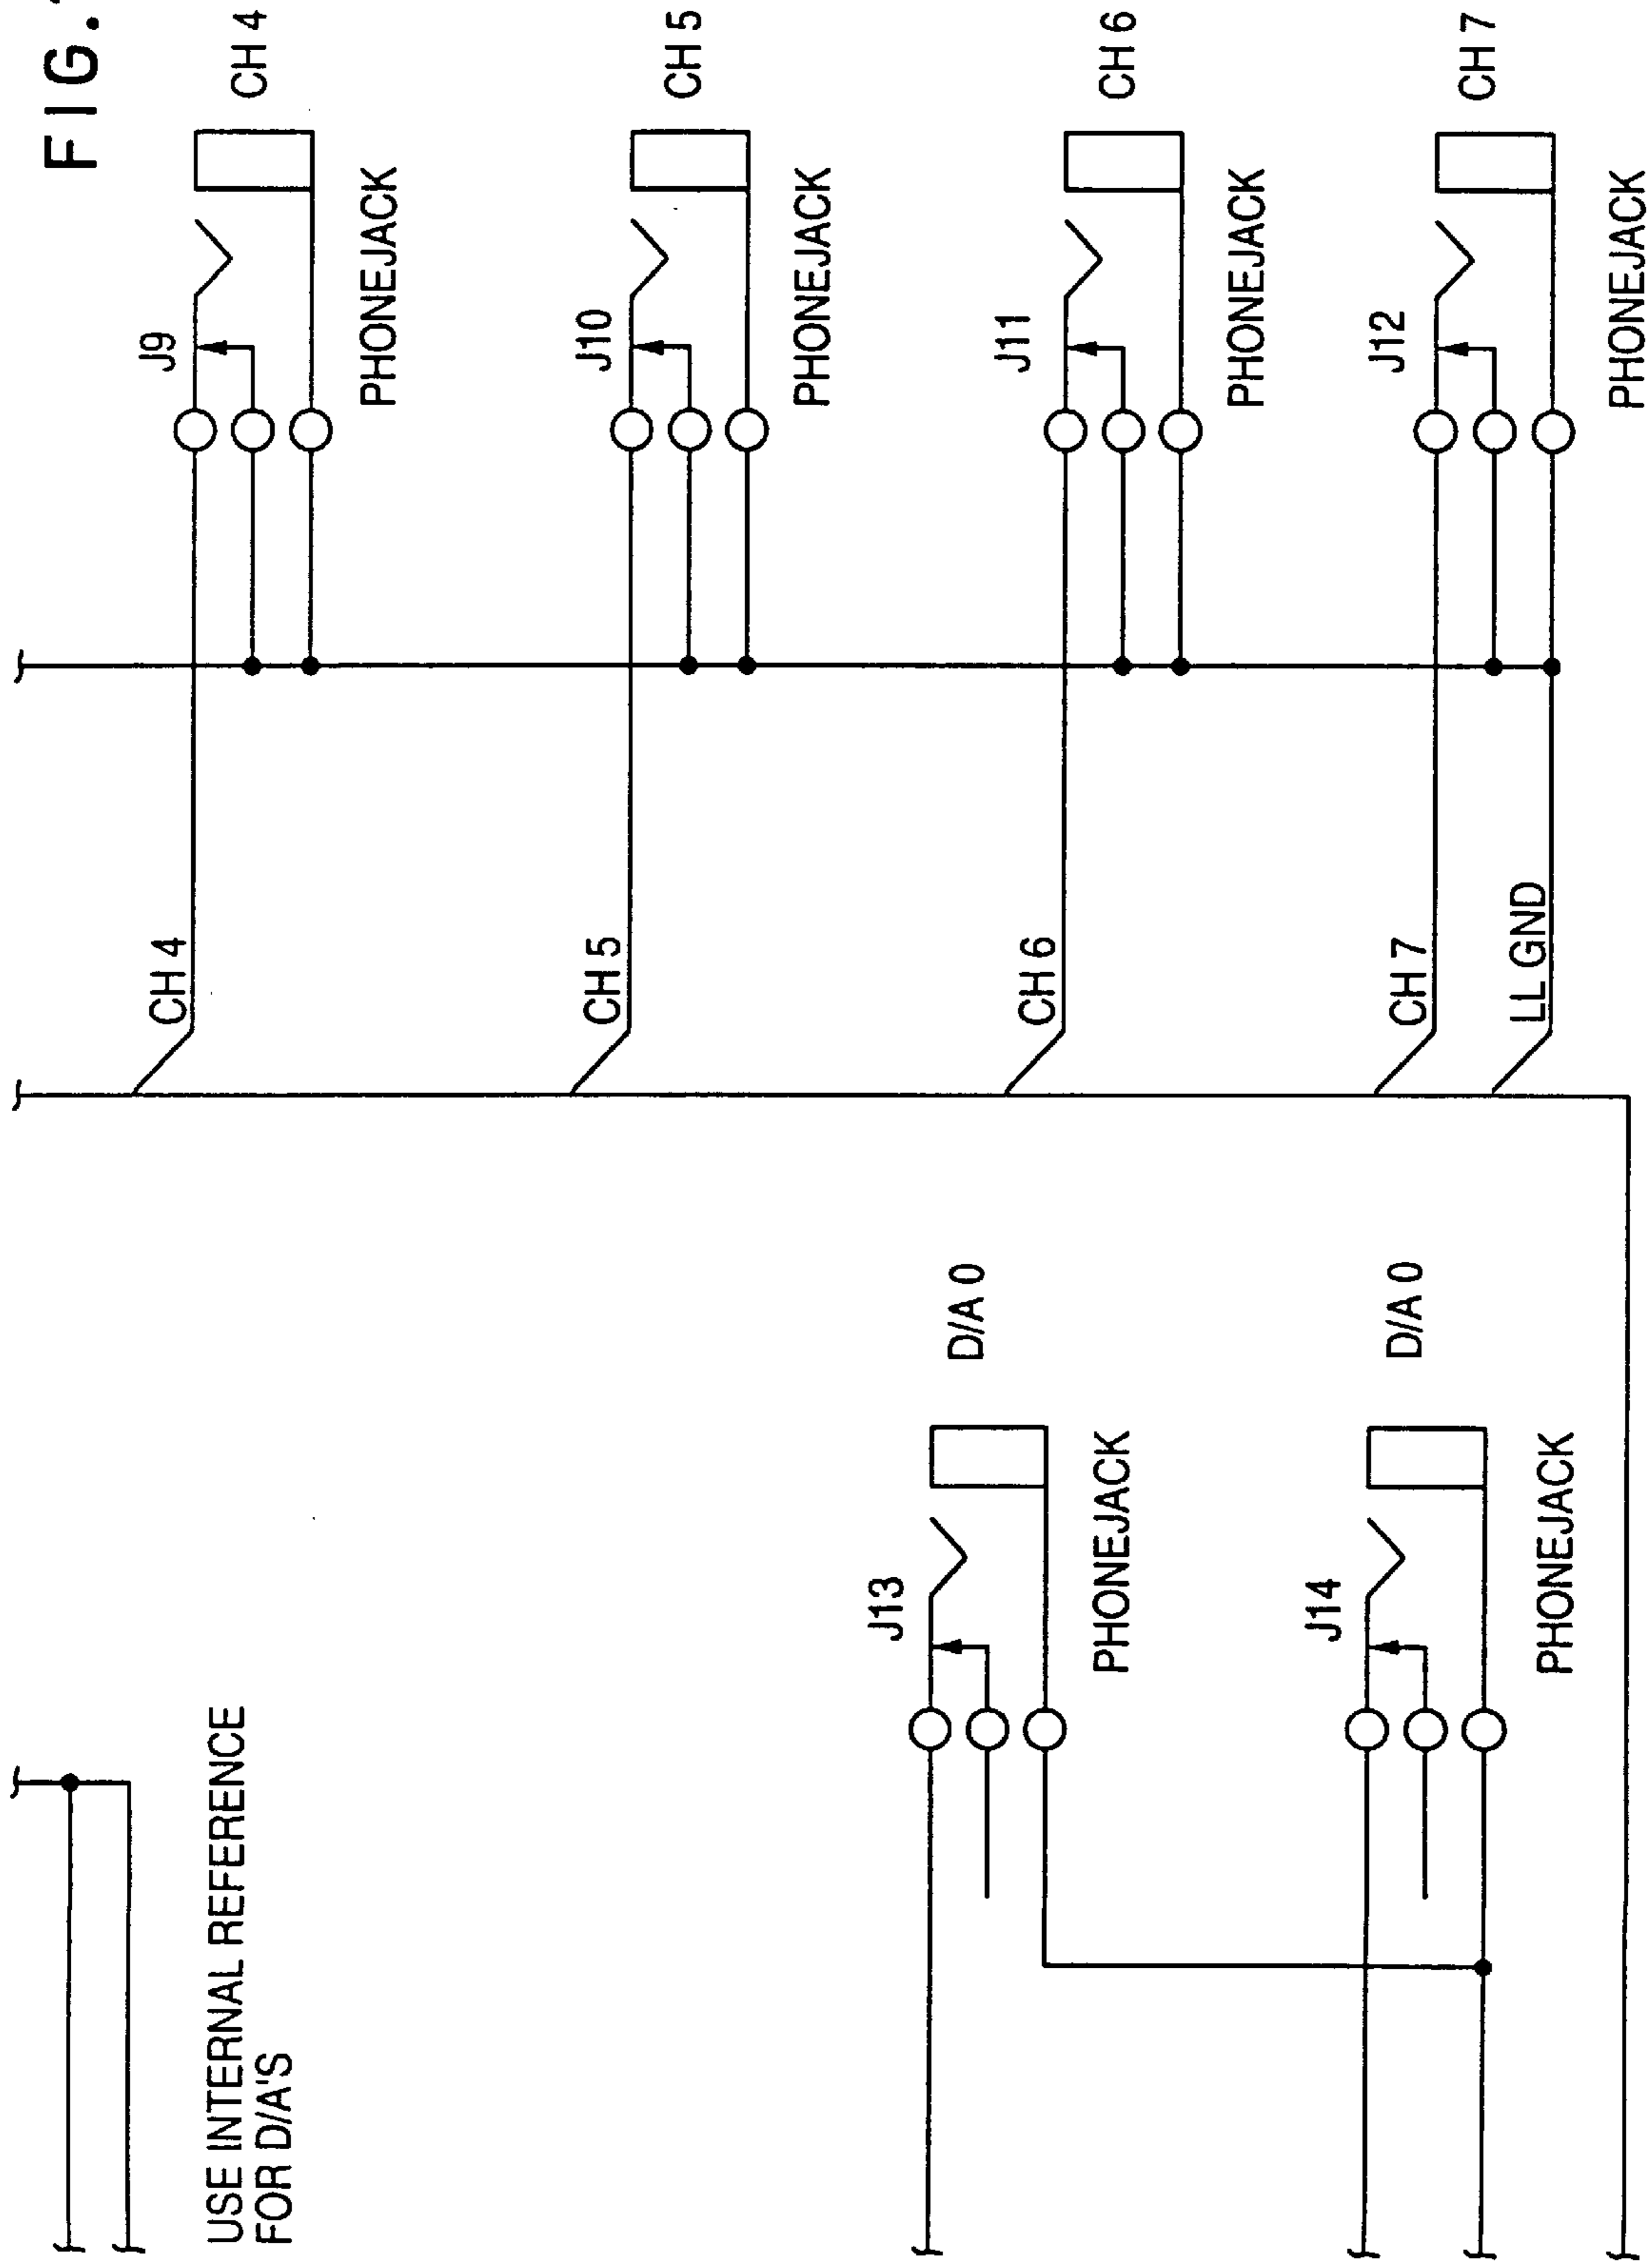 FIG.
CH 4
J9
CH 4
PHONEJACK
CH 5
J10
CH 5
PHONEJACK
CH 6
J11
CH 6
PHONEJACK
CH 7
J12
CH 7
LL GND
PHONEJACK
USE INTERNAL REFERENCE
FOR D/A'S
J13
D/A 0
PHONEJACK
J14
D/A 0
PHONEJACK